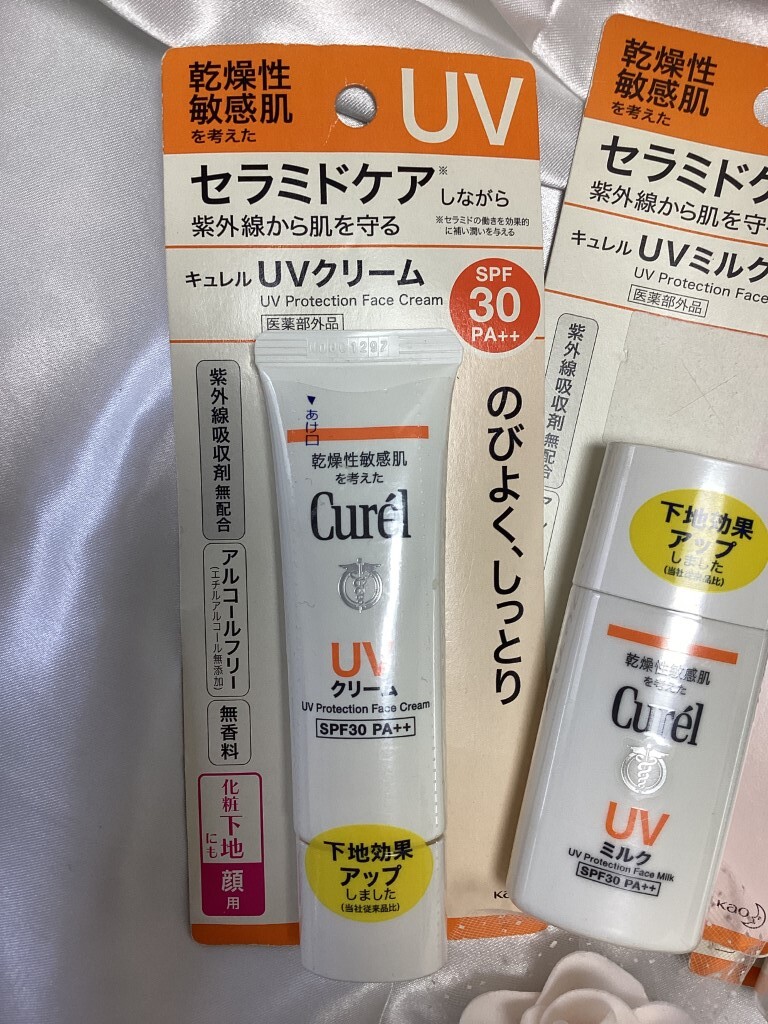 乾燥性
敏感肌
を考えた
UV
セラミドケア※しながら
紫外線から肌を守る
※セラミドの働きを効果的
に補い潤いを与える
キュレル UVクリーム
UV Protection Face Cream
医薬部外品
SPF
30
PA++
紫外線吸収剤 無配合
アルコールフリー
(エチルアルコール無添加)
無香料
化粧下地にも
顔用
のびよく、しっとり
▼あけ口
乾燥性敏感肌
を考えた
Curél
UV
クリーム
UV Protection Face Cream
SPF30 PA++
下地効果
アップ
しました
(当社従来品比)
乾燥性
敏感肌
を考えた
セラミドケ
紫外線から肌を守
キュレル UVミルク
UV Protection Face
医薬部外品
紫外線吸収剤 無配合
下地効果
アップ
しました
(当社従来品比)
乾燥性敏感肌
を考えた
Curél
UV
ミルク
UV Protection Face Milk
SPF30 PA++
Kao